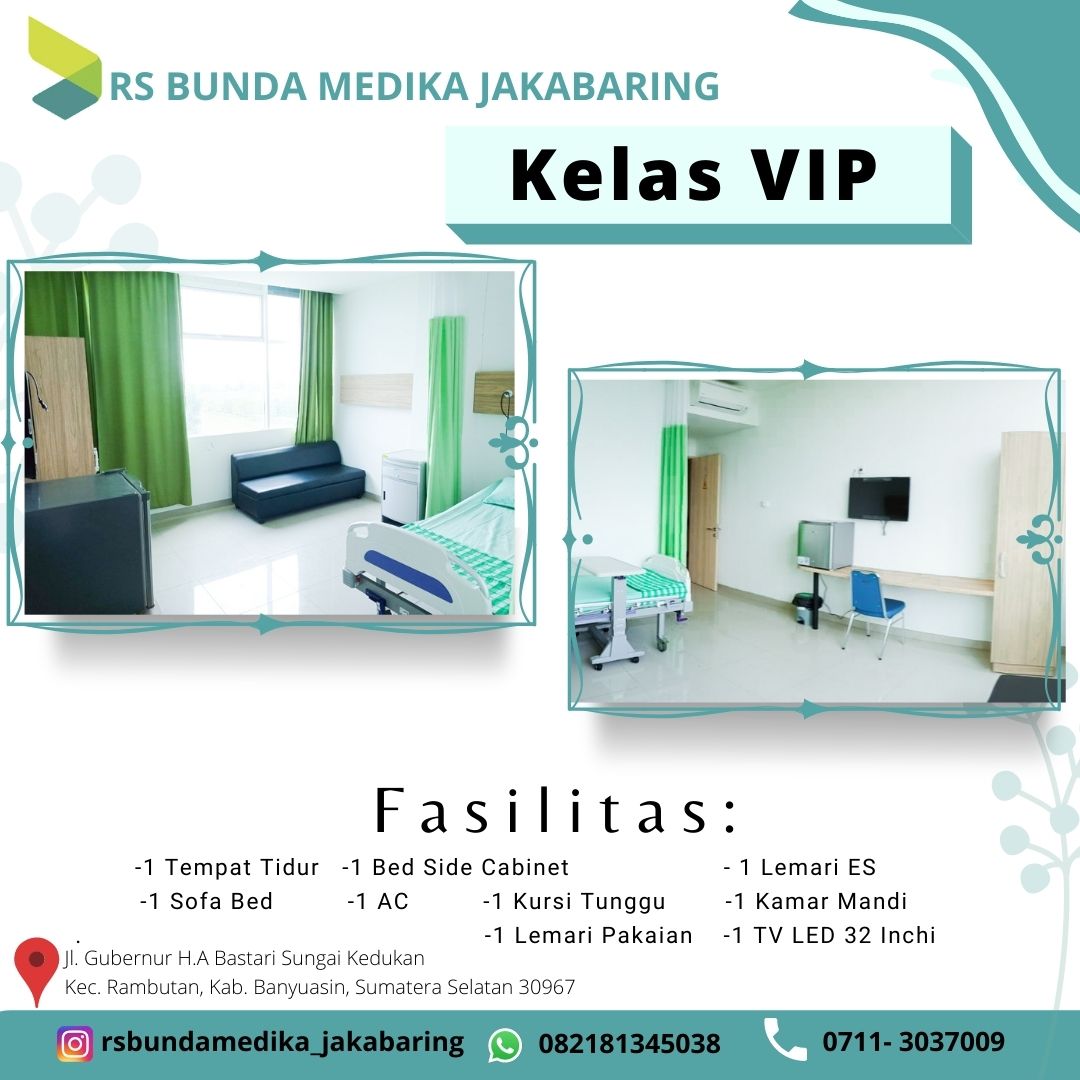 RS BUNDA MEDIKA JAKABARING
Kelas VIP
Fasilitas:
-1 Tempat Tidur -1 Bed Side Cabinet - 1 Lemari ES
-1 Sofa Bed -1 AC -1 Kursi Tunggu -1 Kamar Mandi
. -1 Lemari Pakaian -1 TV LED 32 Inchi
Jl. Gubernur H.A Bastari Sungai Kedukan
Kec. Rambutan, Kab. Banyuasin, Sumatera Selatan 30967
rsbundamedika_jakabaring 082181345038 0711- 3037009